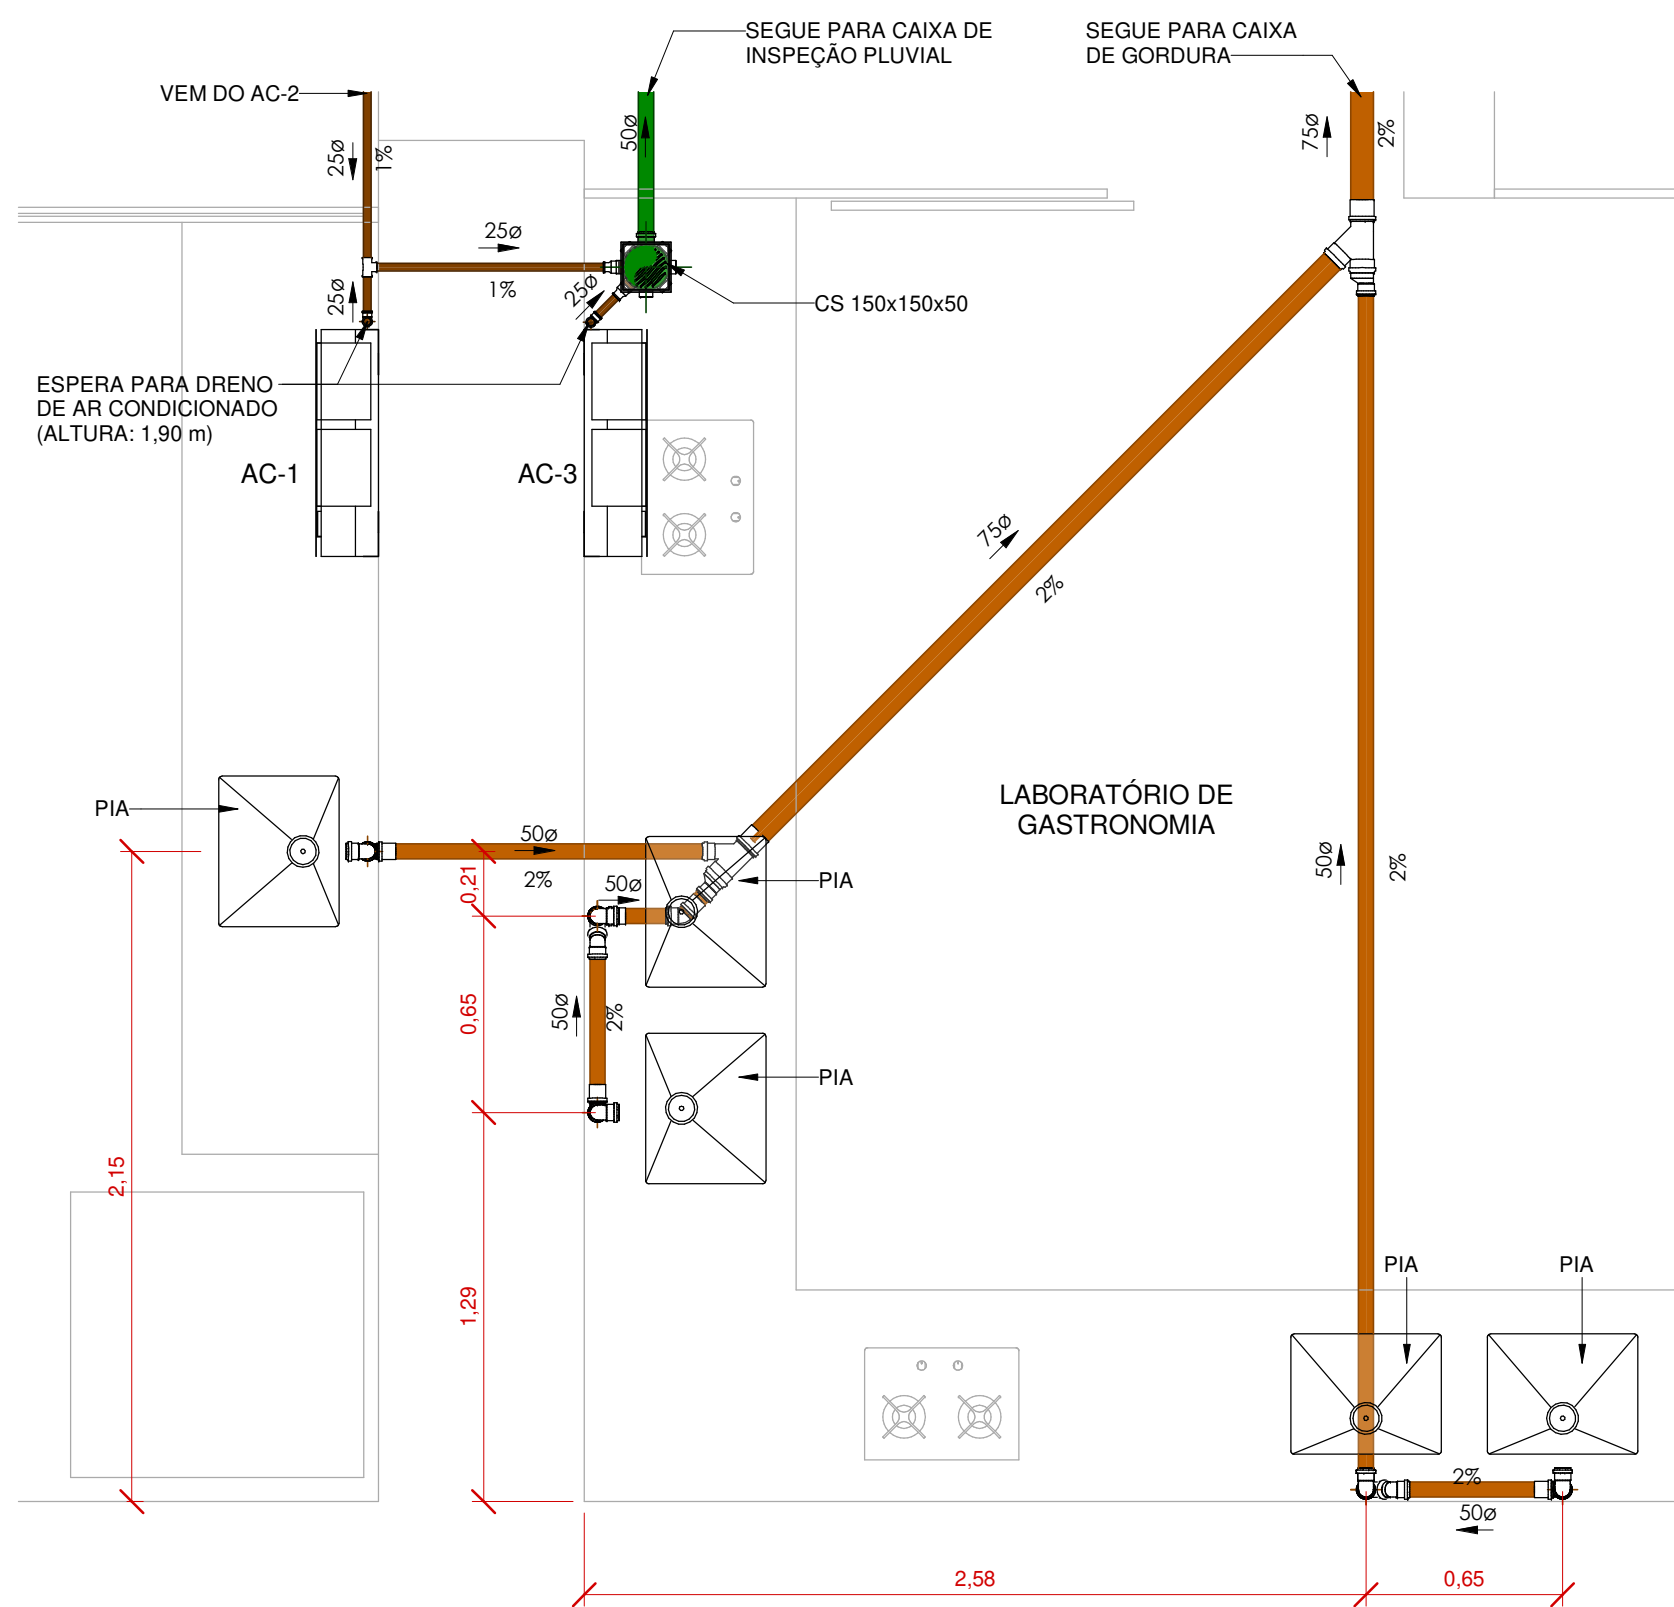 SEGUE PARA CAIXA DE
INSPEÇÃO PLUVIAL
SEGUE PARA CAIXA
DE GORDURA
VEM DO AC-2
25ø
1%
50ø
75ø
2%
25ø
1%
25ø
25ø
CS 150x150x50
ESPERA PARA DRENO
DE AR CONDICIONADO
(ALTURA: 1,90 m)
AC-1
AC-3
75ø
2%
LABORATÓRIO DE
GASTRONOMIA
PIA
50ø
2%
0,21
50ø
PIA
50ø
2%
0,65
50ø
2%
PIA
2,15
1,29
PIA
PIA
2%
50ø
2,58
0,65